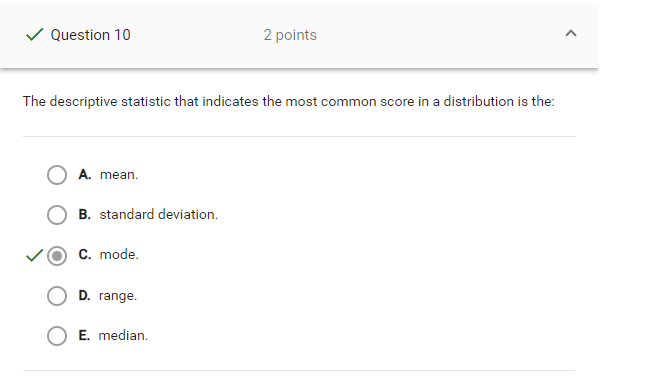 Question 10 2 points
The descriptive statistic that indicates the most common score in a distribution is the:
A. mean.
B. standard deviation.
C. mode.
D. range.
E. median.